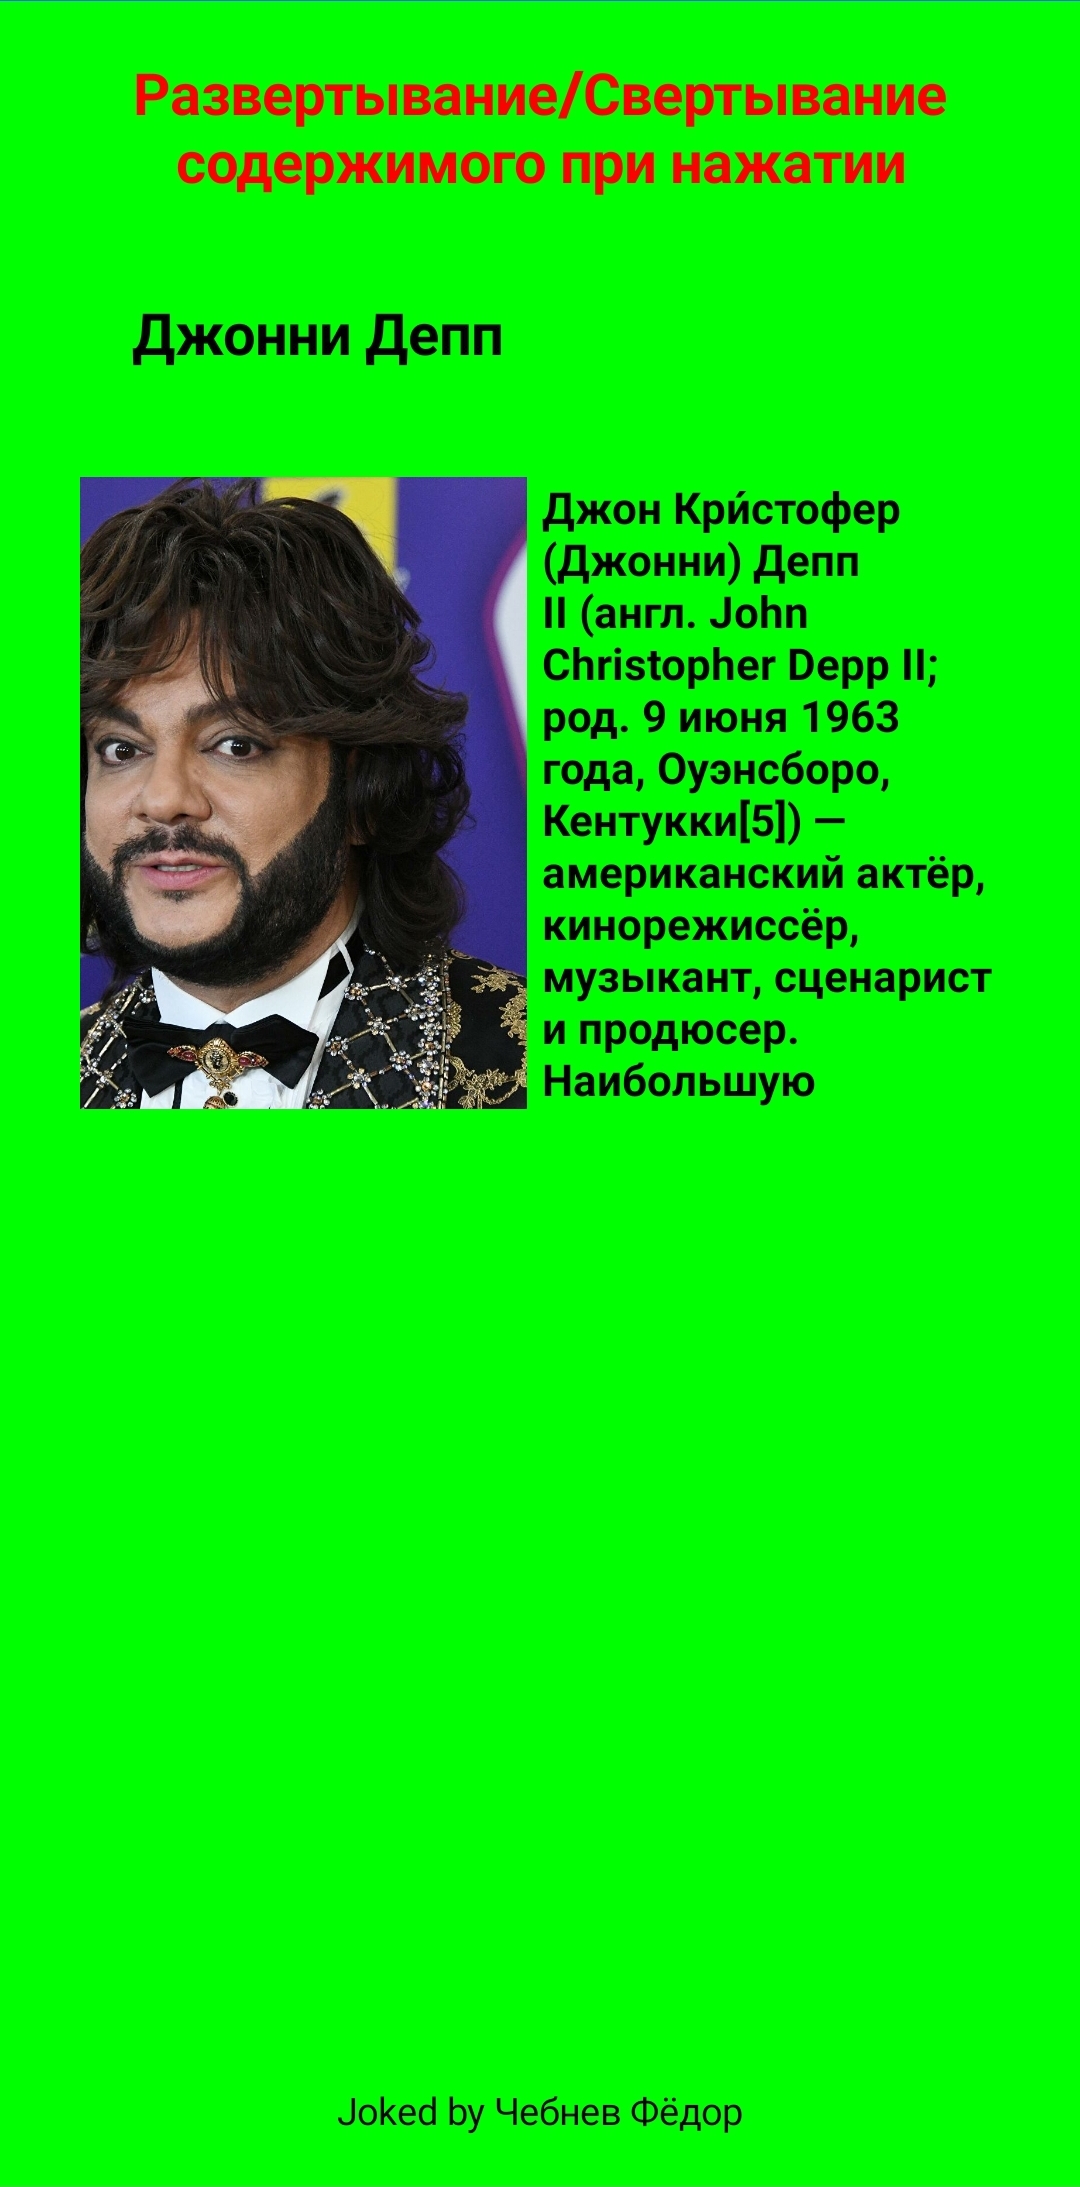 Развертывание/Свертывание
содержимого при нажатии
Джонни Депп
Джон Кри́стофер
(Джонни) Депп
II (англ. John
Christopher Depp II;
род. 9 июня 1963
года, Оуэнсборо,
Кентукки[5]) —
американский актёр,
кинорежиссёр,
музыкант, сценарист
и продюсер.
Наибольшую
Joked by Чебнев Фёдор